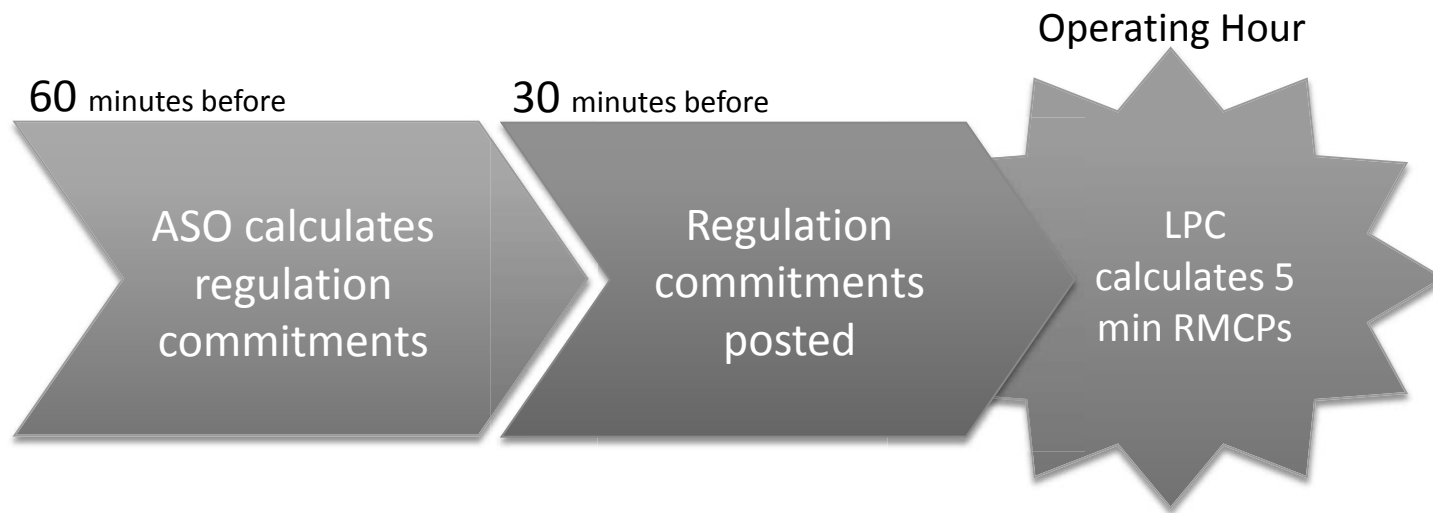 60 minutes before
ASO calculates
regulation
commitments
30 minutes before
Regulation
commitments
posted
Operating Hour
LPC
calculates 5
min RMCPs